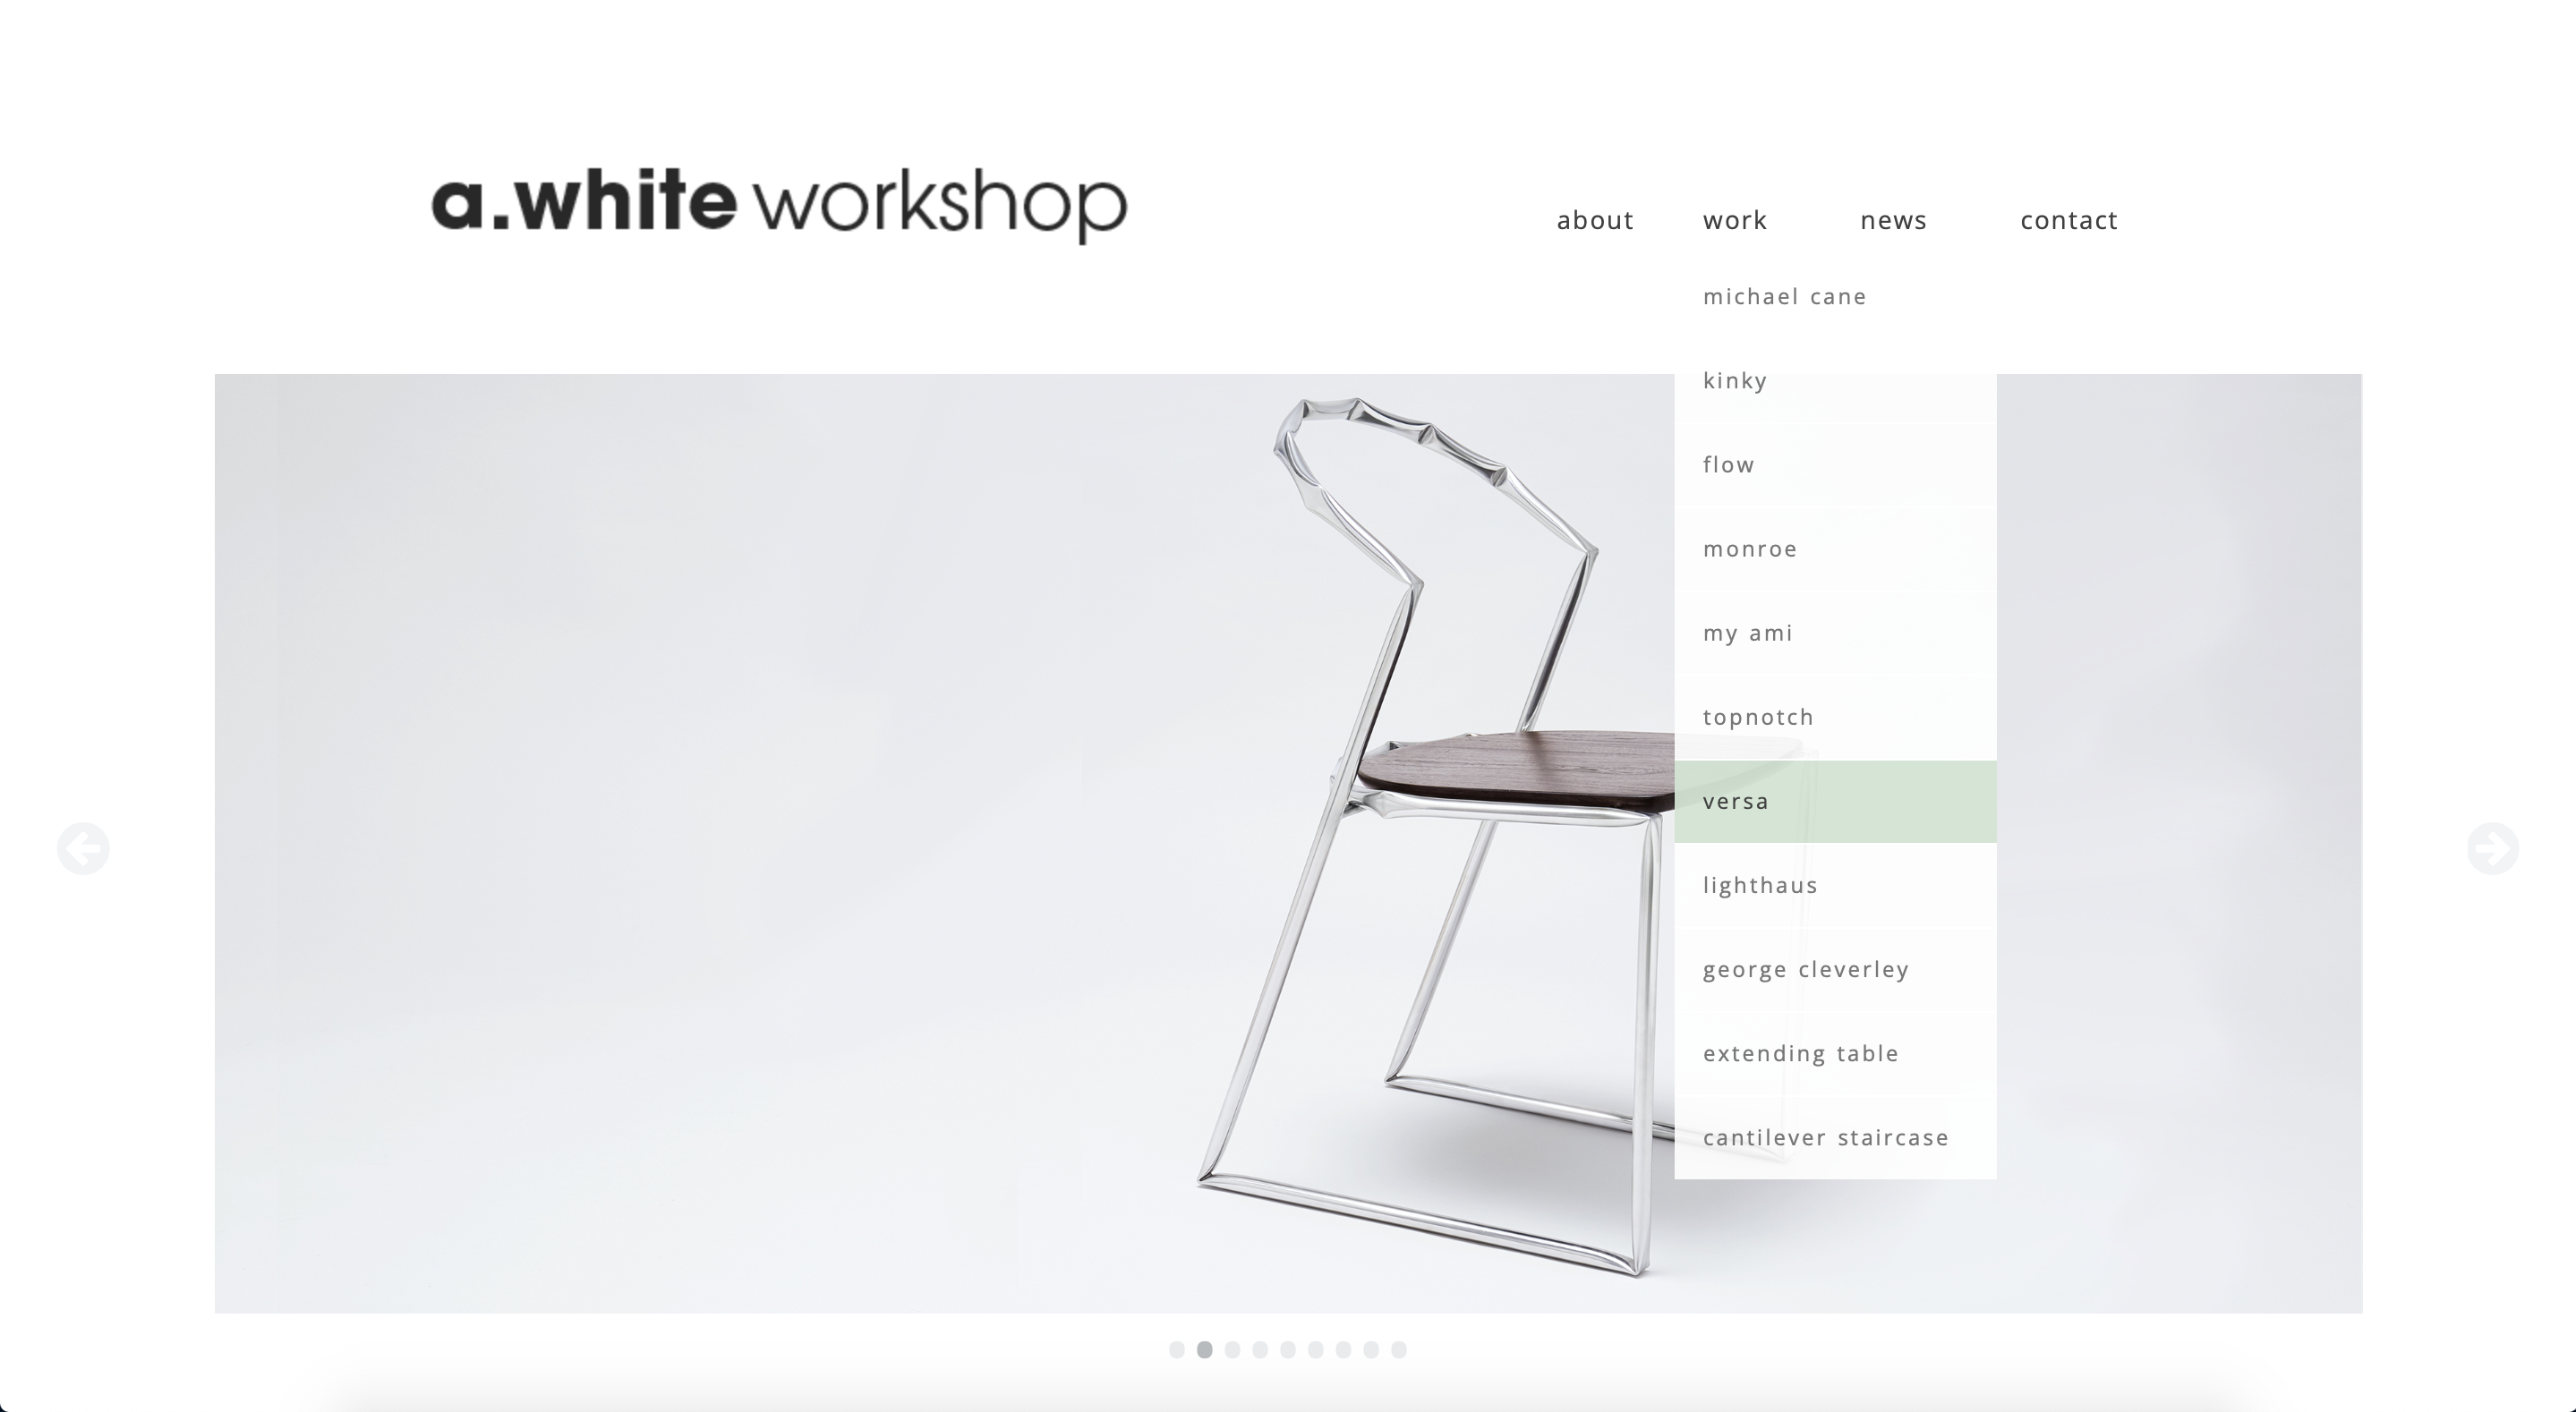 a.white workshop
about work news contact
michael cane
kinky
flow
monroe
my ami
topnotch
versa
lighthaus
george cleverley
extending table
cantilever staircase